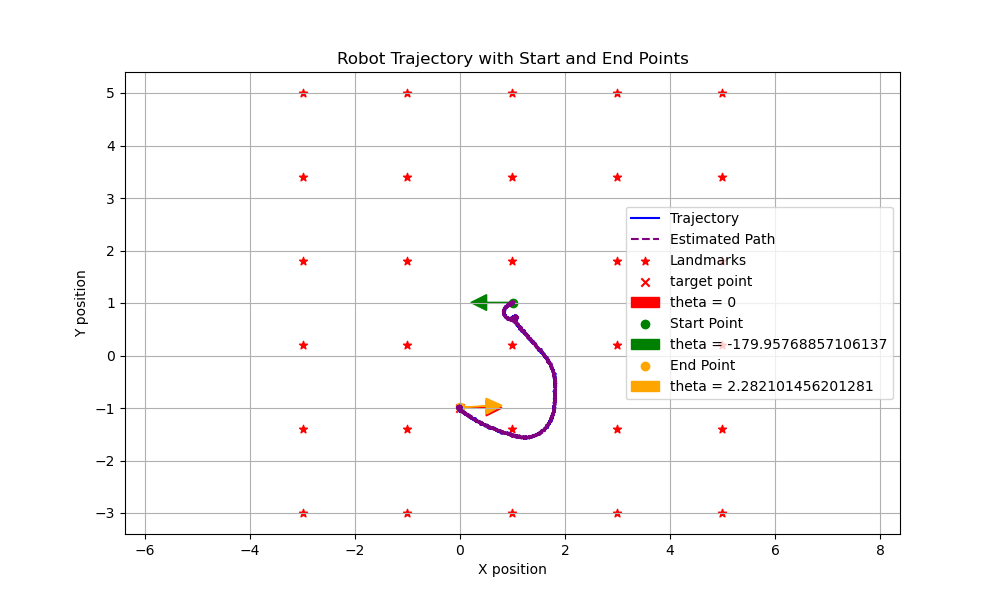 Robot Trajectory with Start and End Points
Y position
5
4
3
2
1
0
−1
−2
−3
−6
−4
−2
0
2
4
6
8
X position
Trajectory
Estimated Path
Landmarks
target point
theta = 0
Start Point
theta = -179.95768857106137
End Point
theta = 2.282101456201281